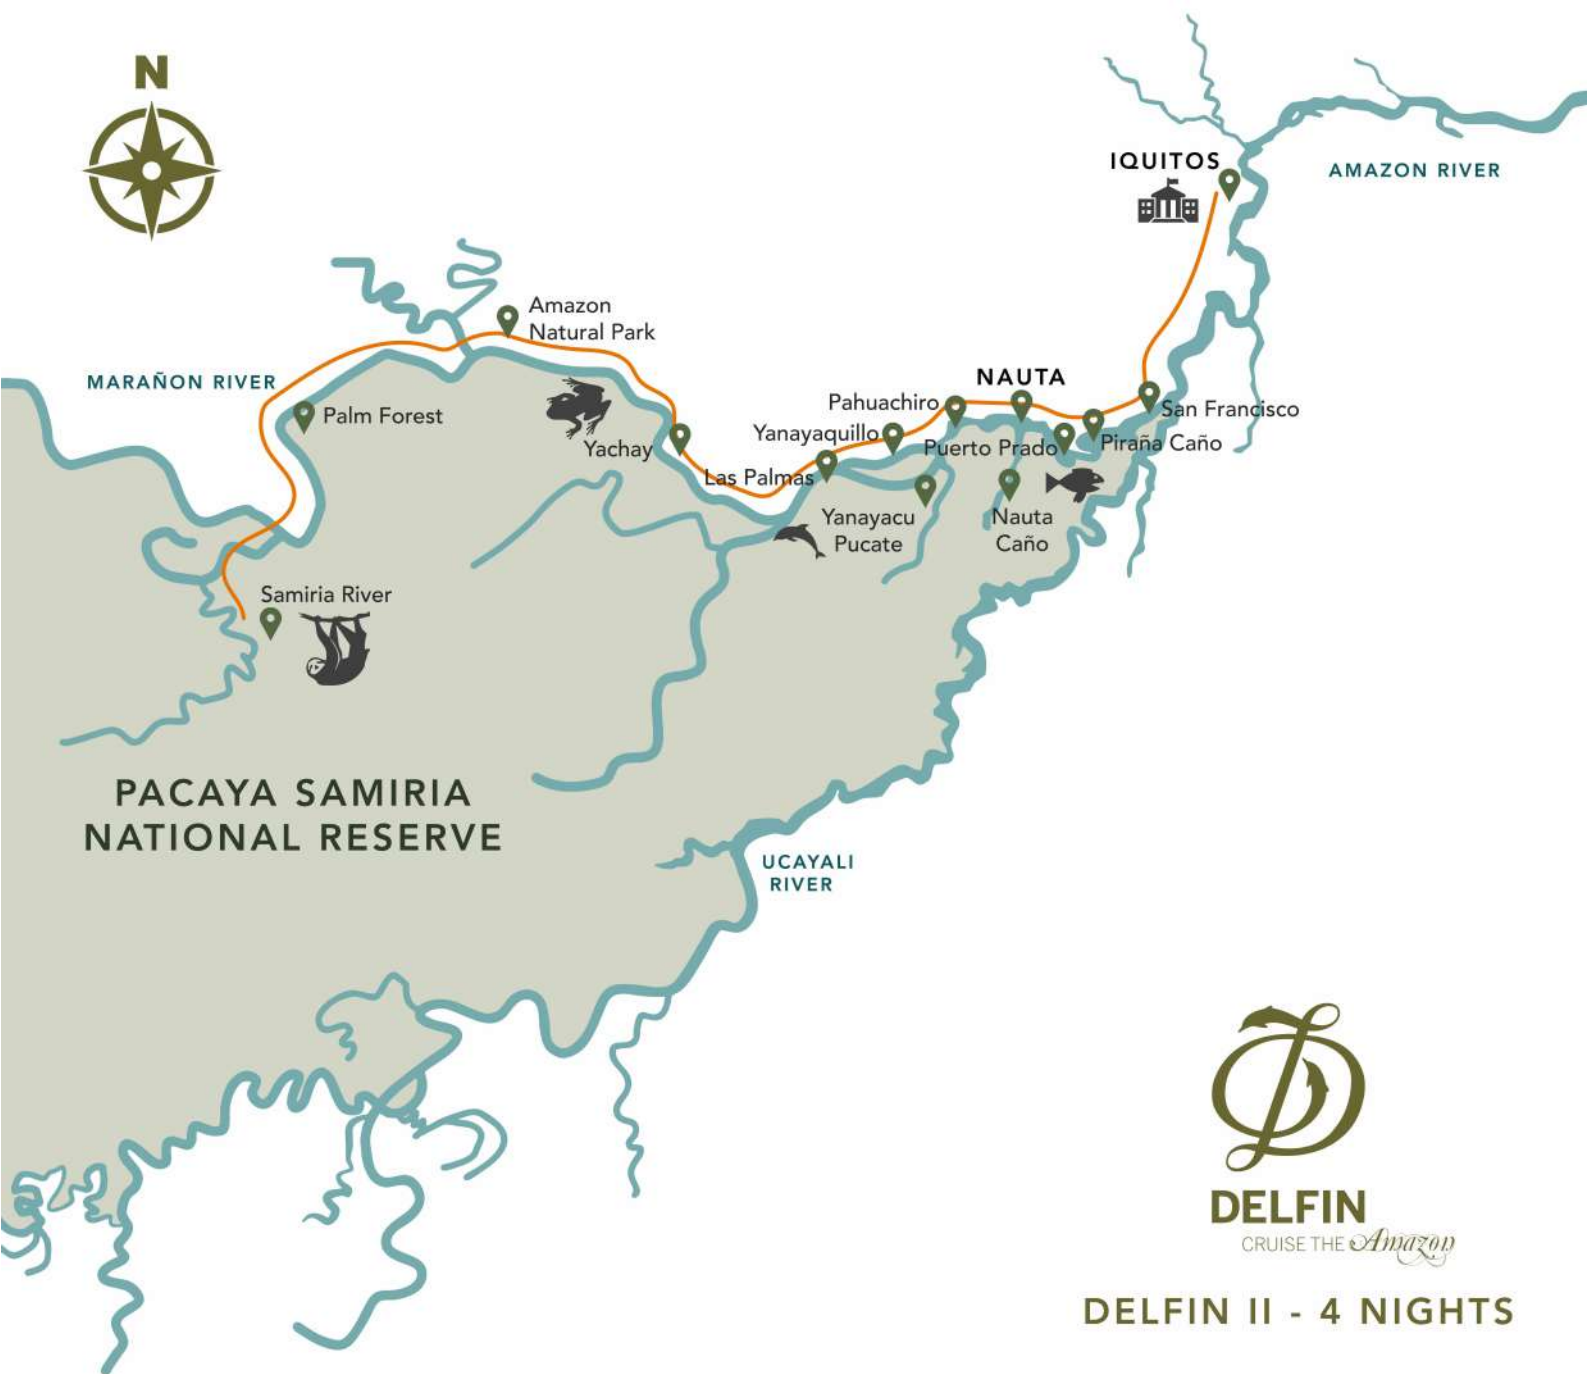 N
IQUITOS
AMAZON RIVER
Amazon
Natural Park
MARAÑON RIVER
NAUTA
Palm Forest
Pahuachiro
San Francisco
Yanayaquillo
Yachay
Puerto Prado
Piraña Caño
Las Palmas
Yanayacu
Pucate
Nauta
Caño
Samiria River
PACAYA SAMIRIA
NATIONAL RESERVE
UCAYALI
RIVER
DELFIN
CRUISE THE Amazon
DELFIN II - 4 NIGHTS